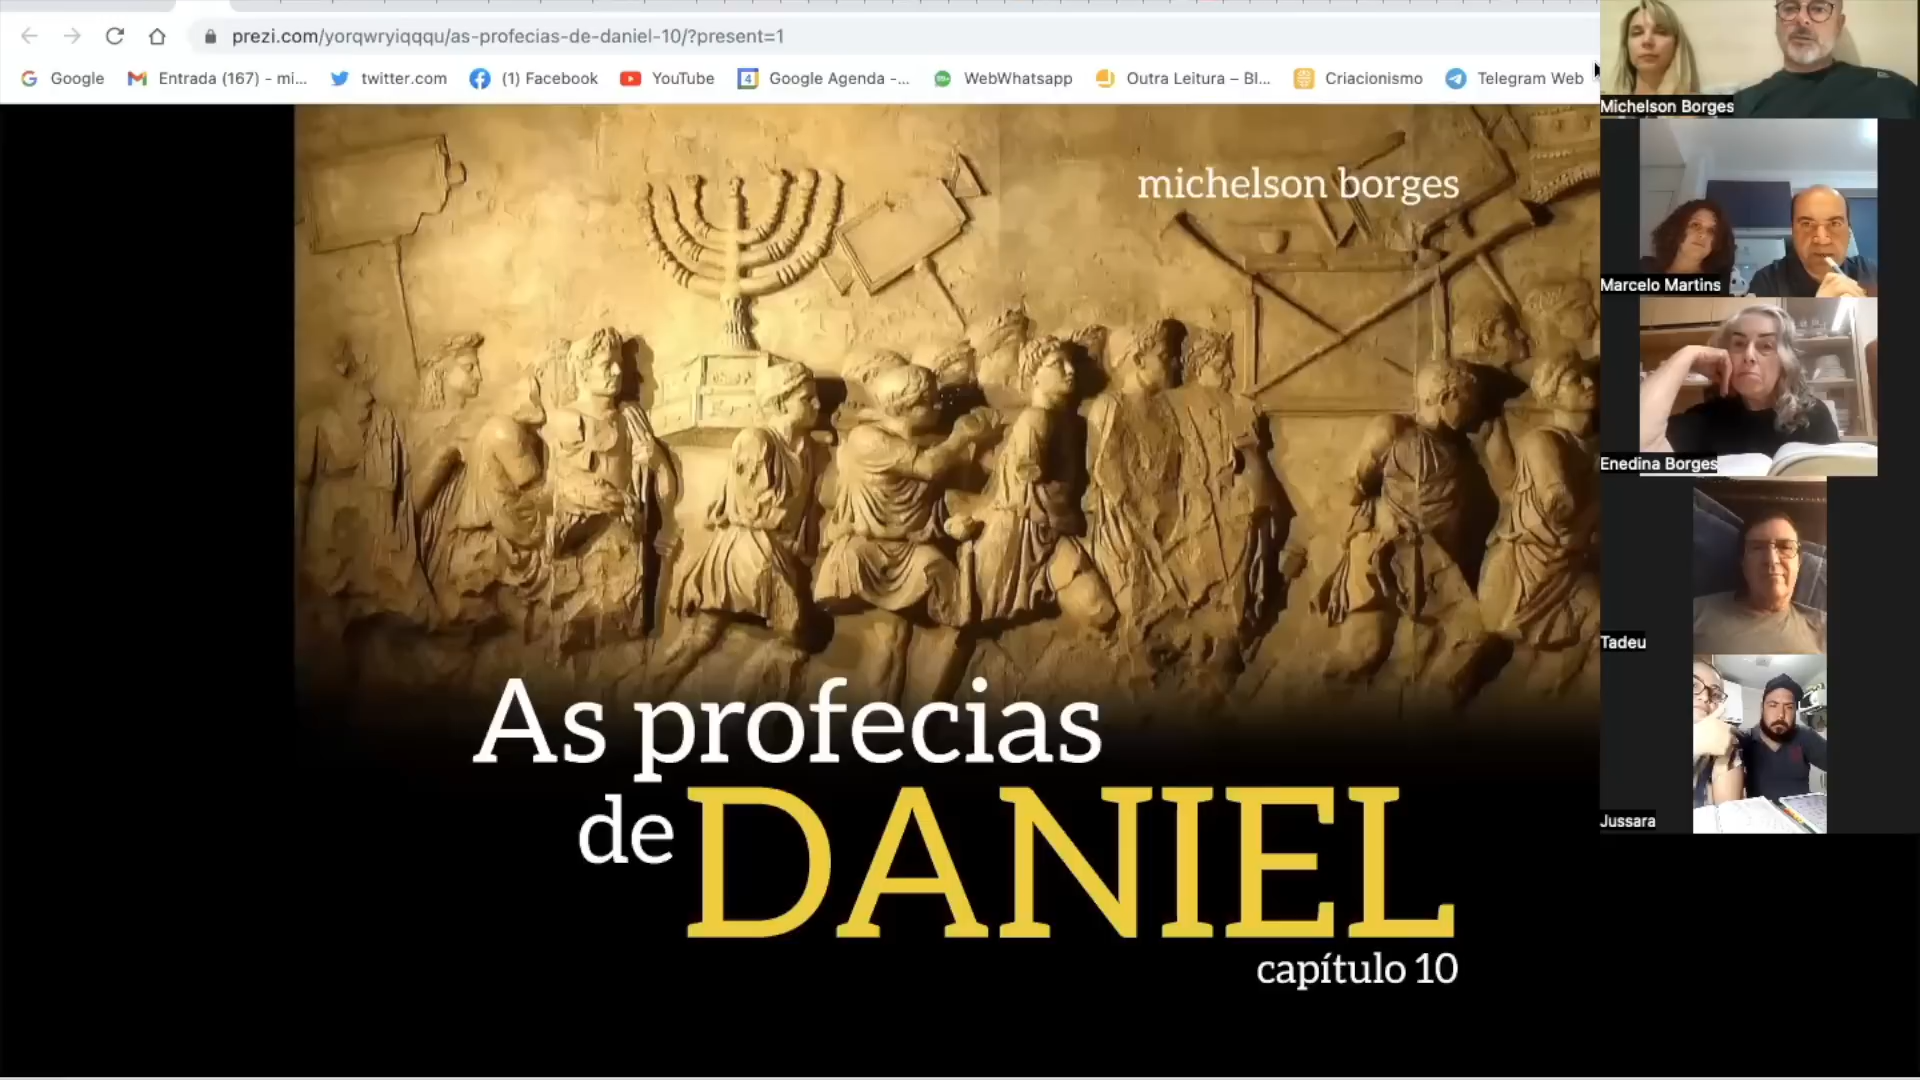 prezi.com/yorqwryiqqqu/as-profecias-de-daniel-10/?present=1
Google
Entrada (167) - mi...
twitter.com
(1) Facebook
YouTube
4
Google Agenda -...
99+
WebWhatsapp
Outra Leitura – Bl...
Criacionismo
Telegram Web
michelson borges
As profecias
de DANIEL
capítulo 10
Michelson Borges
Marcelo Martins
Enedina Borges
Tadeu
Jussara